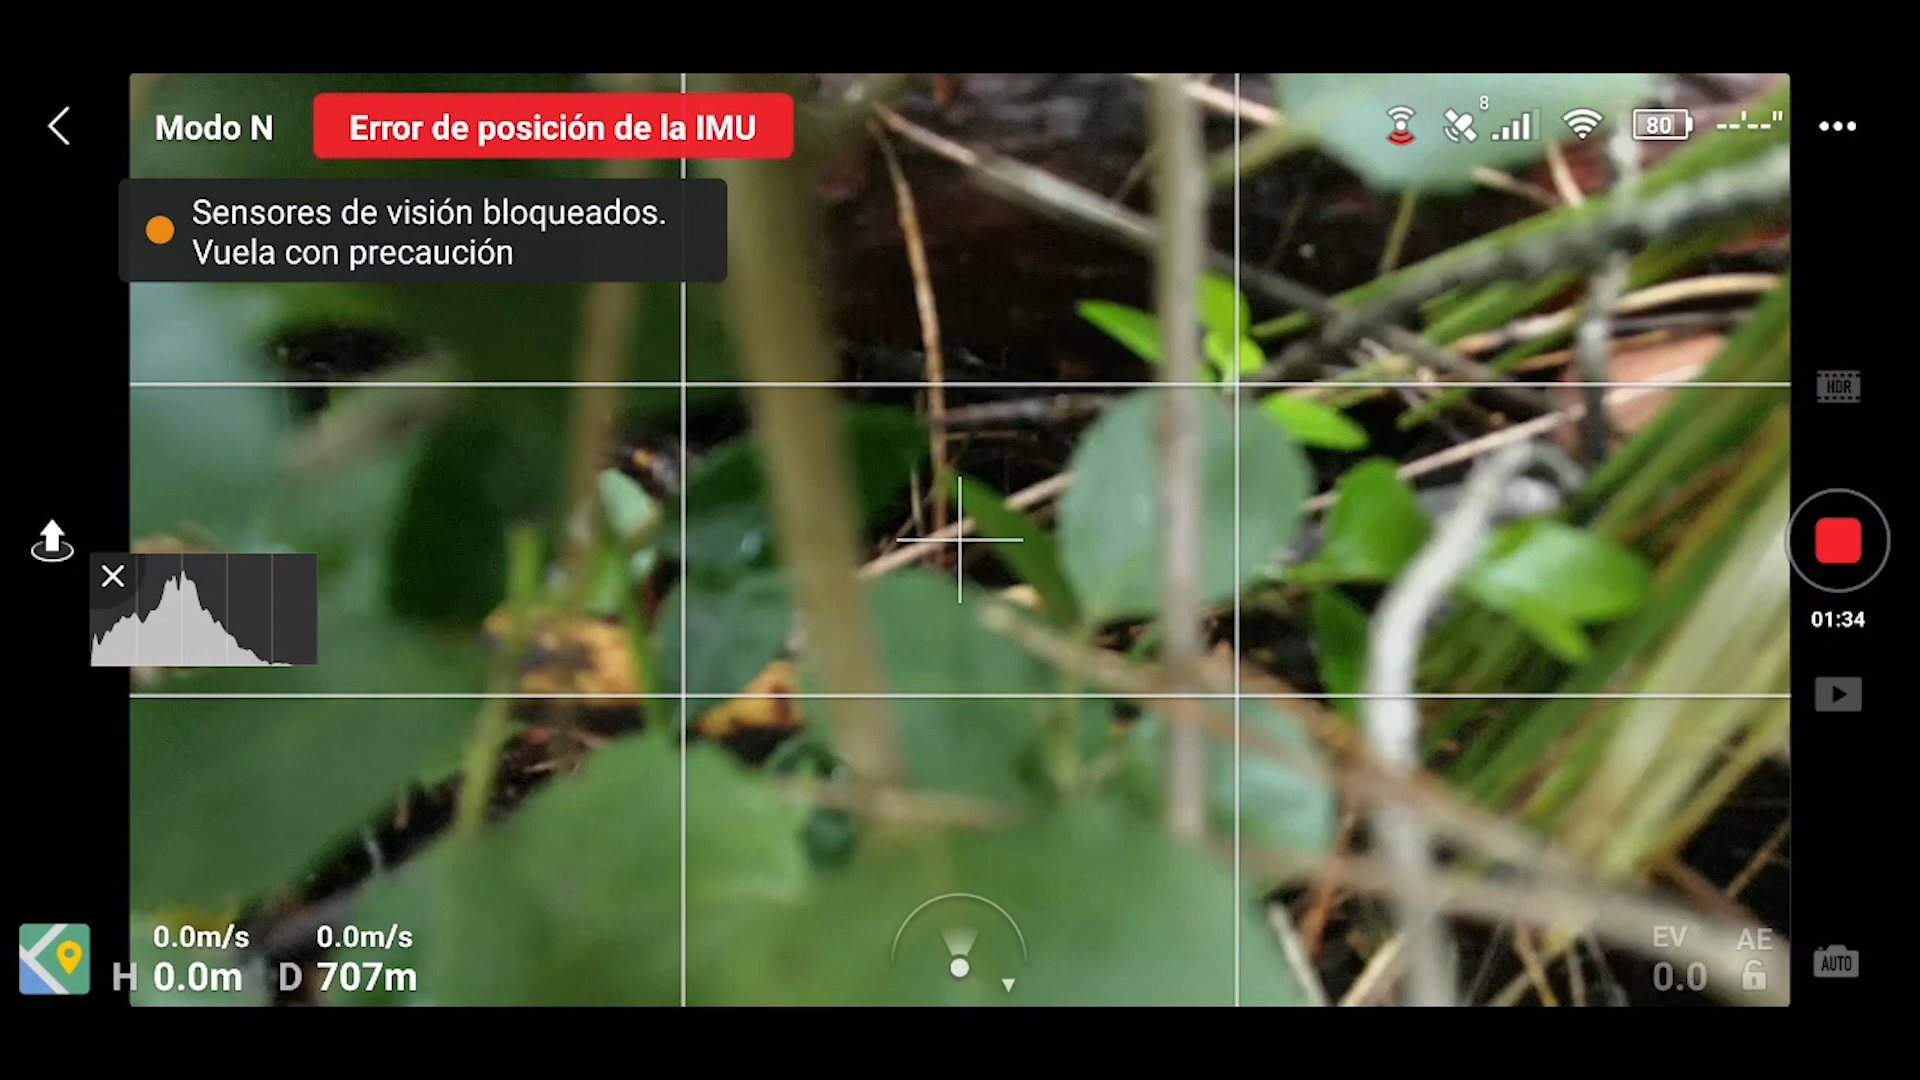 Modo N
Error de posición de la IMU
8
80
--'--"
Sensores de visión bloqueados.
Vuela con precaución
HDR
01:34
0.0m/s 0.0m/s
H 0.0m D 707m
EV AE
0.0
AUTO